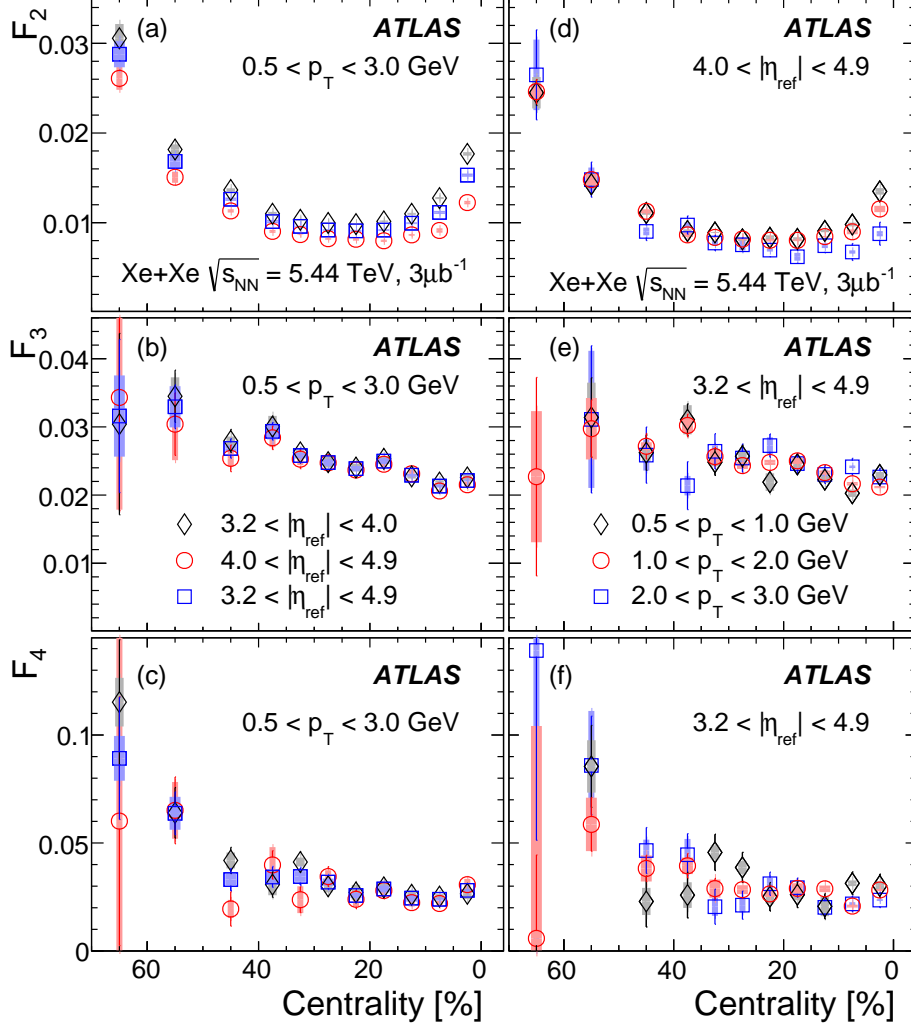 F2
(a)
ATLAS
0.5 < pT < 3.0 GeV
0.03
0.02
0.01
Xe+Xe √sNN = 5.44 TeV, 3μb-1
(d)
ATLAS
4.0 < |ηref| < 4.9
Xe+Xe √sNN = 5.44 TeV, 3μb-1
F3
(b)
ATLAS
0.5 < pT < 3.0 GeV
0.04
0.03
0.02
0.01
3.2 < |ηref| < 4.0
4.0 < |ηref| < 4.9
3.2 < |ηref| < 4.9
(e)
ATLAS
3.2 < |ηref| < 4.9
0.5 < pT < 1.0 GeV
1.0 < pT < 2.0 GeV
2.0 < pT < 3.0 GeV
F4
(c)
ATLAS
0.5 < pT < 3.0 GeV
0.1
0.05
0
60 40 20 0
Centrality [%]
(f)
ATLAS
3.2 < |ηref| < 4.9
60 40 20 0
Centrality [%]